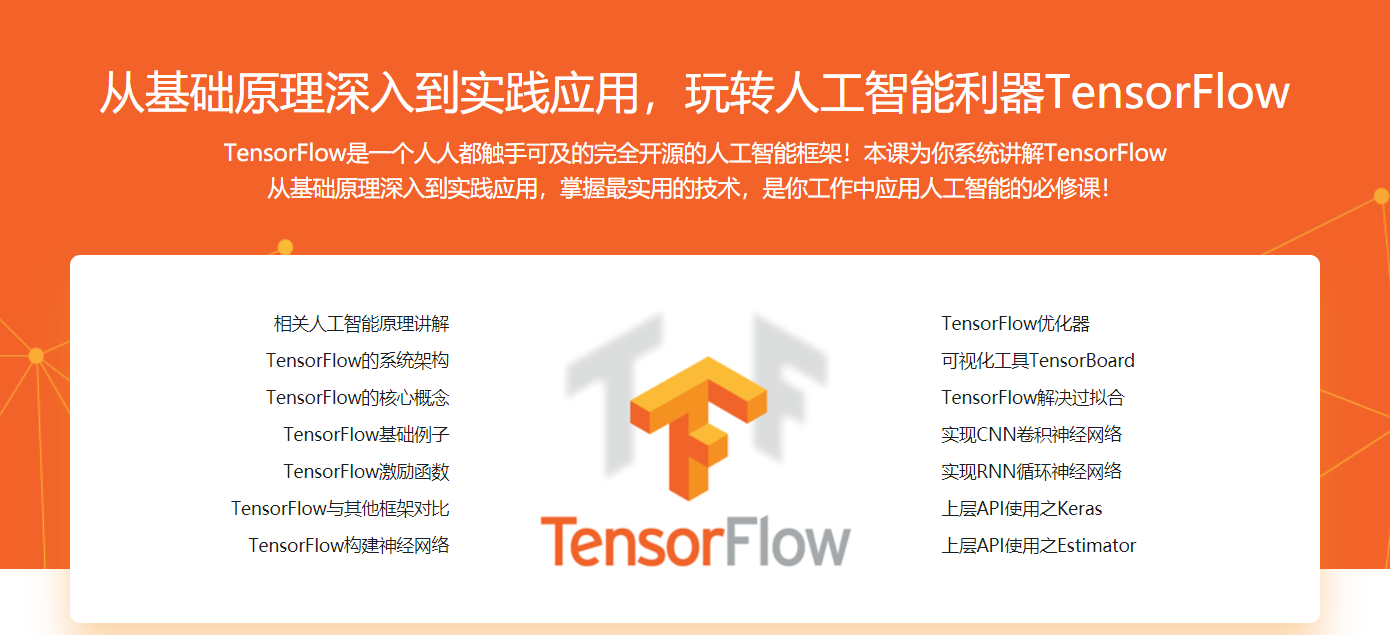 从基础原理深入到实践应用，玩转人工智能利器TensorFlow
TensorFlow是一个人人都触手可及的完全开源的人工智能框架！本课为你系统讲解TensorFlow
从基础原理深入到实践应用，掌握最实用的技术，是你工作中应用人工智能的必修课！
相关人工智能原理讲解
TensorFlow的系统架构
TensorFlow的核心概念
TensorFlow基础例子
TensorFlow激励函数
TensorFlow与其他框架对比
TensorFlow构建神经网络
TensorFlow
TensorFlow优化器
可视化工具TensorBoard
TensorFlow解决过拟合
实现CNN卷积神经网络
实现RNN循环神经网络
上层API使用之Keras
上层API使用之Estimator